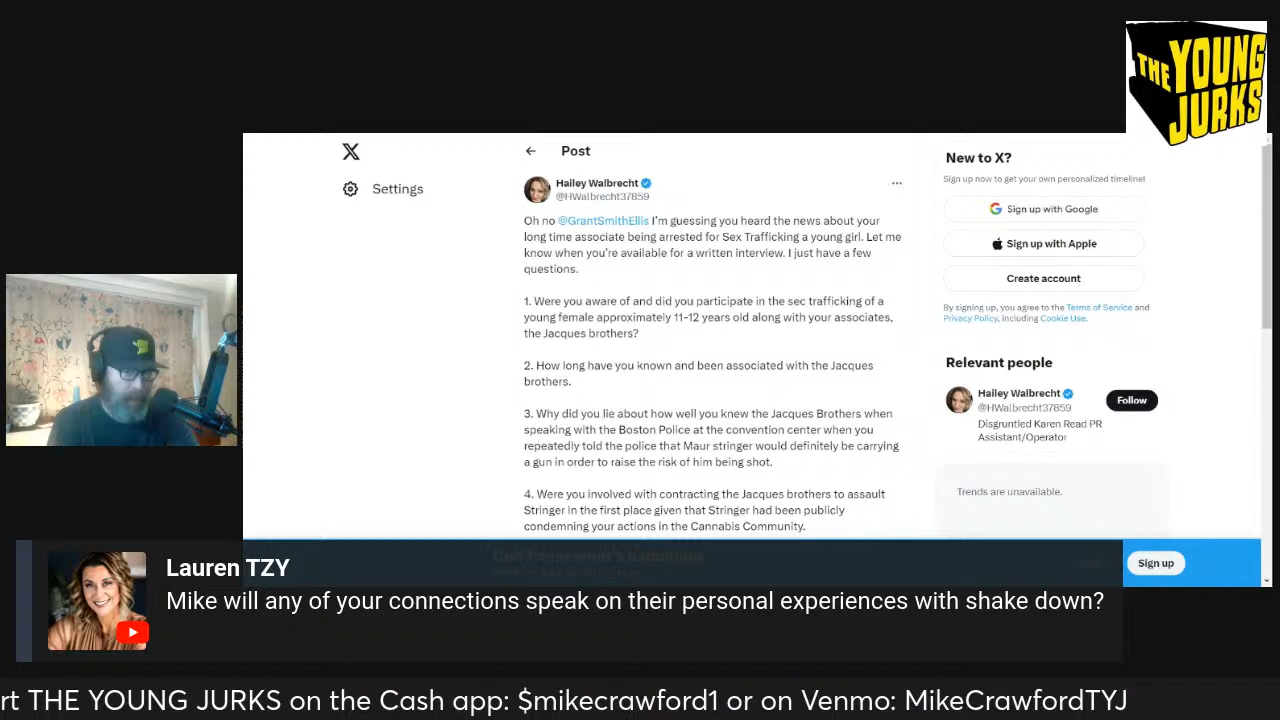 THE YOUNG JURKS
Post
Settings
Hailey Walbrecht
@HWalbrecht37859
Oh no @GrantSmithEllis I'm guessing you heard the news about your
long time associate being arrested for Sex Trafficking a young girl. Let me
know when you're available for a written interview. I just have a few
questions.
1. Were you aware of and did you participate in the sec trafficking of a
young female approximately 11-12 years old along with your associates,
the Jacques brothers?
2. How long have you known and been associated with the Jacques
brothers.
3. Why did you lie about how well you knew the Jacques Brothers when
speaking with the Boston Police at the convention center when you
repeatedly told the police that Maur stringer would definitely be carrying
a gun in order to raise the risk of him being shot.
4. Were you involved with contracting the Jacques brothers to assault
Stringer in the first place given that Stringer had been publicly
condemning your actions in the Cannabis Community.
New to X?
Sign up now to get your own personalized timeline!
Sign up with Google
Sign up with Apple
Create account
By signing up, you agree to the Terms of Service and
Privacy Policy, including Cookie Use.
Relevant people
Hailey Walbrecht
@HWalbrecht37859
Follow
Disgruntled Karen Read PR
Assistant/Operator
Trends are unavailable.
Sign up
Lauren TZY
Mike will any of your connections speak on their personal experiences with shake down?
rt THE YOUNG JURKS on the Cash app: $mikecrawford1 or on Venmo: MikeCrawfordTYJ